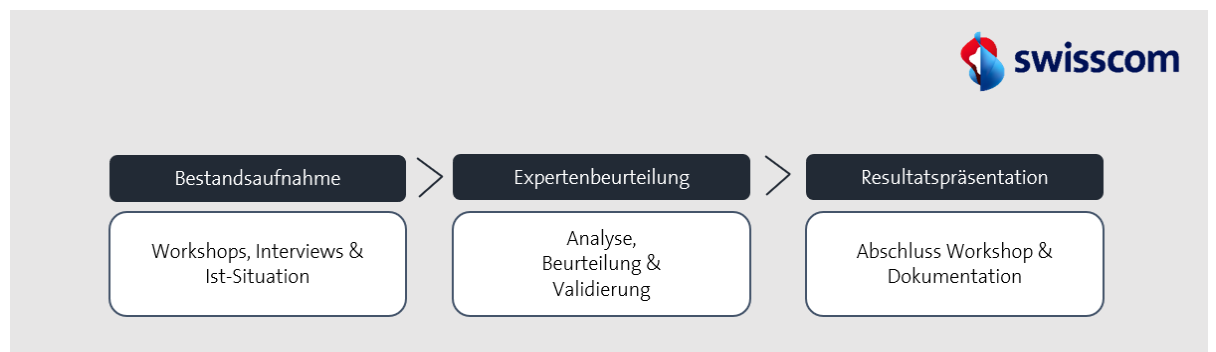 swisscom
Bestandsaufnahme
Expertenbeurteilung
Resultatspräsentation
Workshops, Interviews &
Ist-Situation
Analyse,
Beurteilung &
Validierung
Abschluss Workshop &
Dokumentation